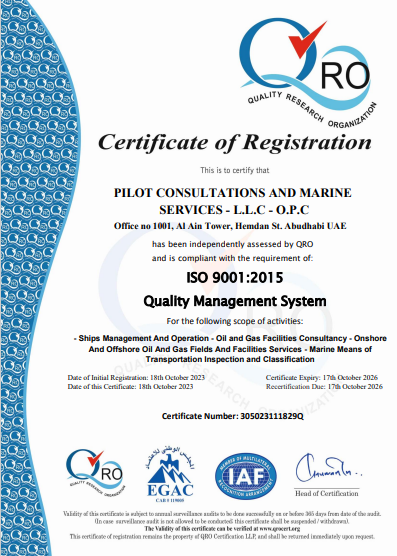 QRO
QUALITY RESEARCH ORGANIZATION
Certificate of Registration
This is to certify that
PILOT CONSULTATIONS AND MARINE
SERVICES - L.L.C - O.P.C
Office no 1001, Al Ain Tower, Hemdan St. Abudhabi UAE
has been independently assessed by QRO
and is compliant with the requirement of:
ISO 9001:2015
Quality Management System
For the following scope of activities:
- Ships Management And Operation - Oil and Gas Facilities Consultancy - Onshore
And Offshore Oil And Gas Fields And Facilities Services - Marine Means of
Transportation Inspection and Classification
Date of Initial Registration: 18th October 2023 Certificate Expiry: 17th October 2026
Date of this Certificate: 18th October 2023 Recertification Due: 17th October 2026
Certificate Number: 305023111829Q
QRO
QUALITY RESEARCH ORGANIZATION
EGAC
CAB # 119009
MEMBER OF MULTILATERAL
IAF
RECOGNITION ARRANGEMENT
Head of Certification
Validity of this certificate is subject to annual surveillance audits to be done successfully on or before 365 days from date of the audit.
(In case surveillance audit is not allowed to be conducted; this certificate shall be suspended / withdrawn).
The Validity of this certificate can be verified at www.qrocert.org
This certificate of registration remains the property of QRO Certification LLP, and shall be returned immediately upon request.